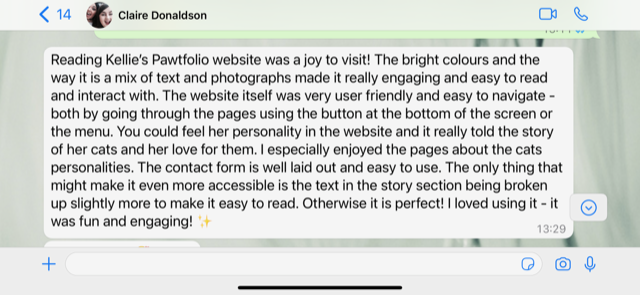 14
Claire Donaldson
Reading Kellie's Pawtfolio website was a joy to visit! The bright colours and the
way it is a mix of text and photographs made it really engaging and easy to read
and interact with. The website itself was very user friendly and easy to navigate -
both by going through the pages using the button at the bottom of the screen or
the menu. You could feel her personality in the website and it really told the story
of her cats and her love for them. I especially enjoyed the pages about the cats
personalities. The contact form is well laid out and easy to use. The only thing that
might make it even more accessible is the text in the story section being broken
up slightly more to make it easy to read. Otherwise it is perfect! I loved using it - it
was fun and engaging! ✨
13:29